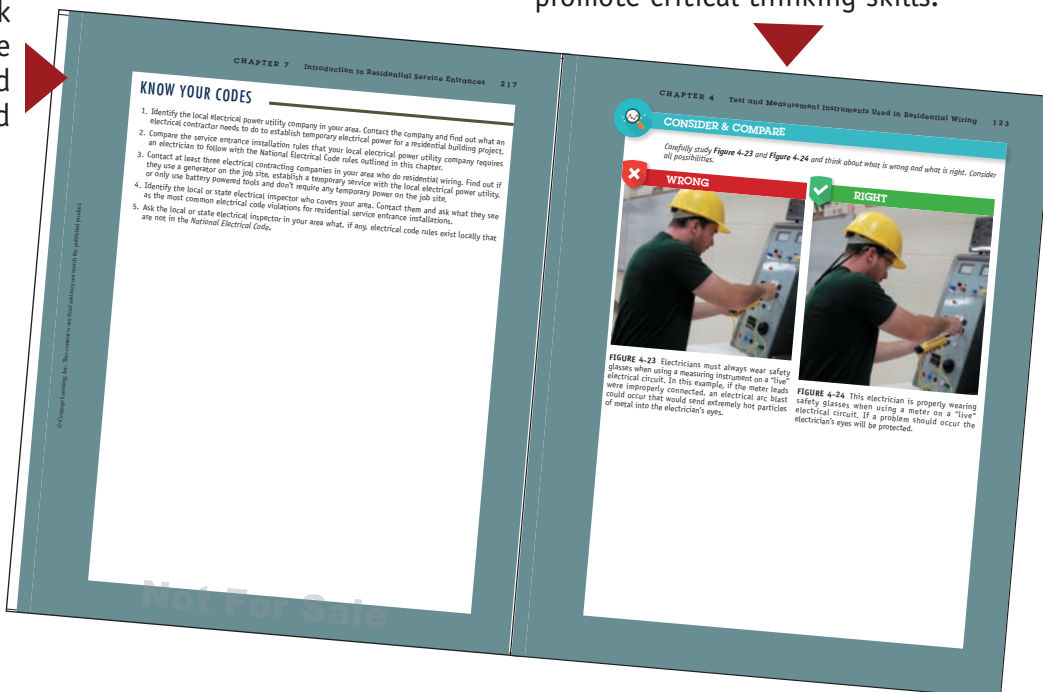 k
e
d
d
promote critical thinking skills.
CHAPTER 7 Introduction to Residential Service Entrances 217
KNOW YOUR CODES
1. Identify the local electrical power utility company in your area. Contact the company and find out what an
electrical contractor needs to do to establish temporary electrical power for a residential building project.
2. Compare the service entrance installation rules that your local electrical power utility company requires
an electrician to follow with the National Electrical Code rules outlined in this chapter.
3. Contact at least three electrical contracting companies in your area who do residential wiring. Find out if
they use a generator on the job site, establish a temporary service with the local electrical power utility,
or only use battery powered tools and don't require any temporary power on the job site.
4. Identify the local or state electrical inspector who covers your area. Contact them and ask what they see
as the most common electrical code violations for residential service entrance installations.
5. Ask the local or state electrical inspector in your area what, if any, electrical code rules exist locally that
are not in the National Electrical Code.
© Cengage Learning, Inc. This content is not final and may not match the published product.
Not For Sale
CHAPTER 4 Test and Measurement Instruments Used in Residential Wiring 123
CONSIDER & COMPARE
Carefully study Figure 4-23 and Figure 4-24 and think about what is wrong and what is right. Consider
all possibilities.
WRONG
RIGHT
FIGURE 4-23 Electricians must always wear safety
glasses when using a measuring instrument on a "live"
electrical circuit. In this example, if the meter leads
were improperly connected, an electrical arc blast
could occur that would send extremely hot particles
of metal into the electrician's eyes.
FIGURE 4-24 This electrician is properly wearing
safety glasses when using a meter on a "live"
electrical circuit. If a problem should occur the
electrician's eyes will be protected.